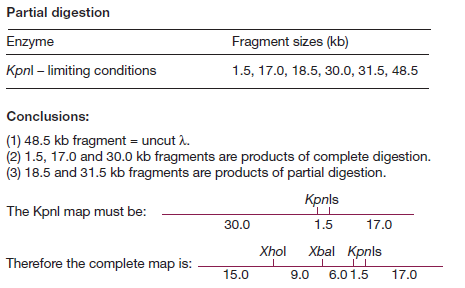 Partial digestion
Enzyme Fragment sizes (kb)
KpnI – limiting conditions 1.5, 17.0, 18.5, 30.0, 31.5, 48.5
Conclusions:
(1) 48.5 kb fragment = uncut λ.
(2) 1.5, 17.0 and 30.0 kb fragments are products of complete digestion.
(3) 18.5 and 31.5 kb fragments are products of partial digestion.
KpnIs
The KpnI map must be:
30.0 1.5 17.0
XhoI XbaI KpnIs
Therefore the complete map is:
15.0 9.0 6.0 1.5 17.0